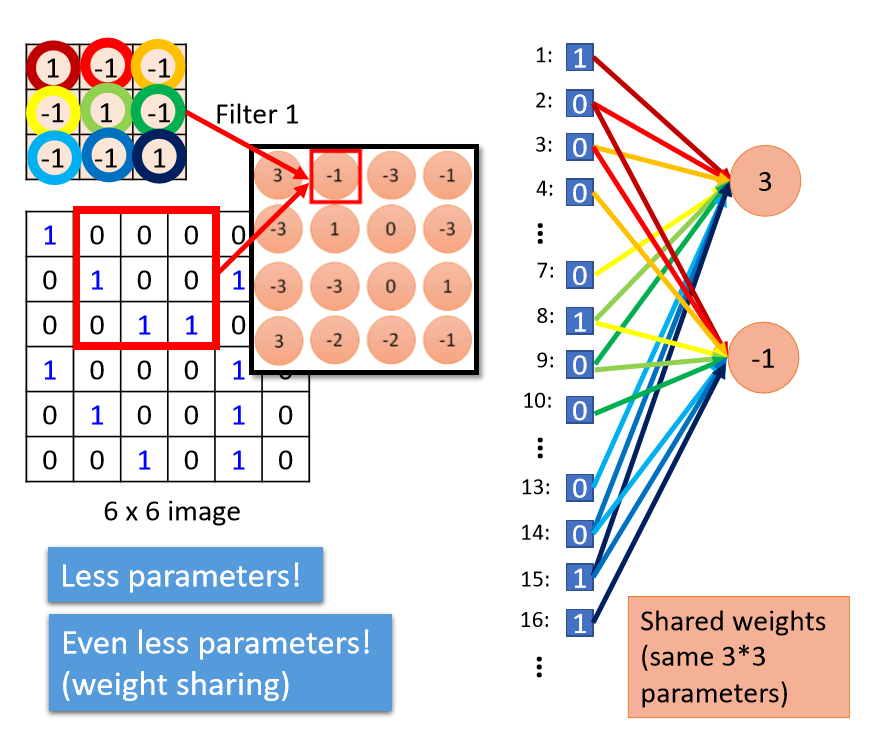 1 -1 -1
-1 1 -1
-1 -1 1
Filter 1
3 -1 -3 -1
-3 1 0 -3
-3 -3 0 1
3 -2 -2 -1
1 0 0 0 0
0 1 0 0 1
0 0 1 1 0
1 0 0 0 1 0
0 1 0 0 1 0
0 0 1 0 1 0
6 x 6 image
Less parameters!
Even less parameters!
(weight sharing)
1: 1
2: 0
3: 0
4: 0
⋮
7: 0
8: 1
9: 0
10: 0
⋮
13: 0
14: 0
15: 1
16: 1
⋮
3
-1
Shared weights
(same 3*3
parameters)